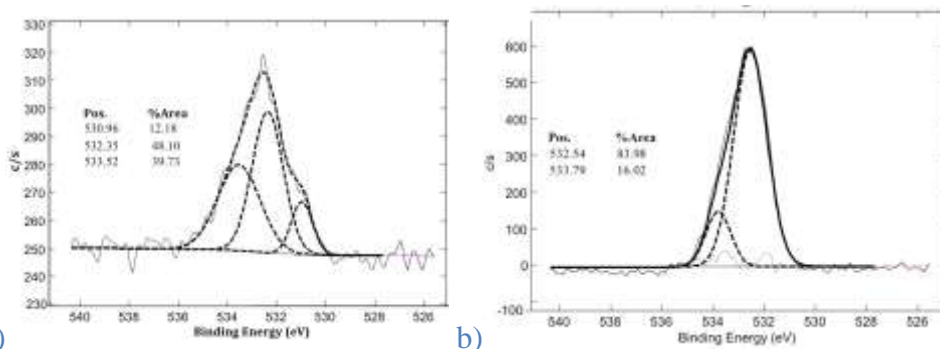 330
320
310
300
290
280
270
260
250
240
230
c/s
Pos. %Area
530.96 12.18
532.35 48.10
533.52 39.73
540 538 536 534 532 530 528 526
Binding Energy (eV)
)
b)
600
500
400
300
200
100
0
-100
c/s
Pos. %Area
532.54 83.98
533.79 16.02
540 538 536 534 532 530 528 526
Binding Energy (eV)